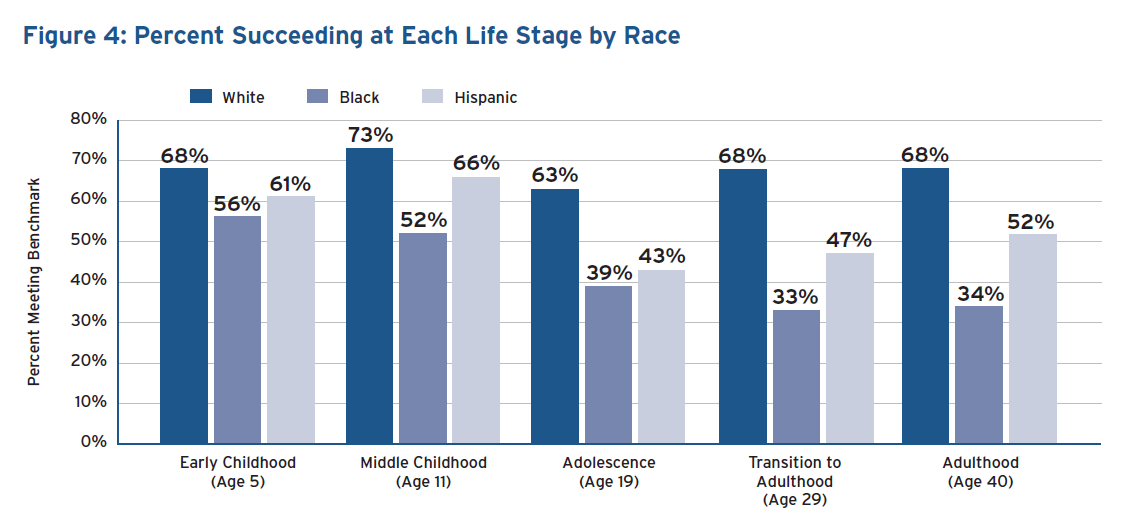 Figure 4: Percent Succeeding at Each Life Stage by Race
White Black Hispanic
Percent Meeting Benchmark
80%
70%
60%
50%
40%
30%
20%
10%
0%
68%
56%
61%
73%
52%
66%
63%
39%
43%
68%
33%
47%
68%
34%
52%
Early Childhood
(Age 5)
Middle Childhood
(Age 11)
Adolescence
(Age 19)
Transition to
Adulthood
(Age 29)
Adulthood
(Age 40)